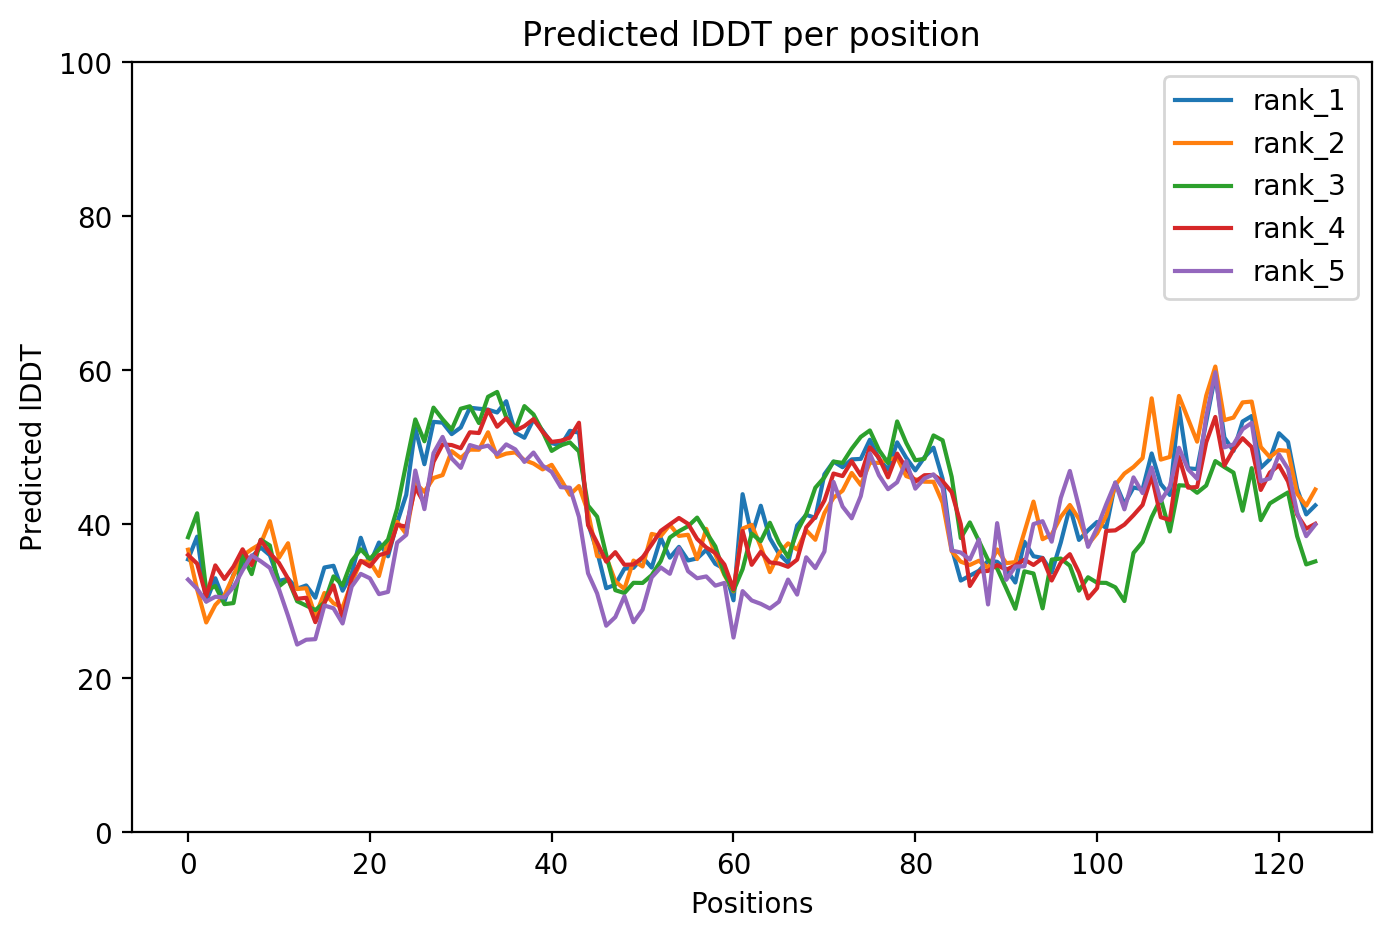 Predicted lDDT per position
100
80
60
40
20
0
Predicted lDDT
0 20 40 60 80 100 120
Positions
rank_1
rank_2
rank_3
rank_4
rank_5